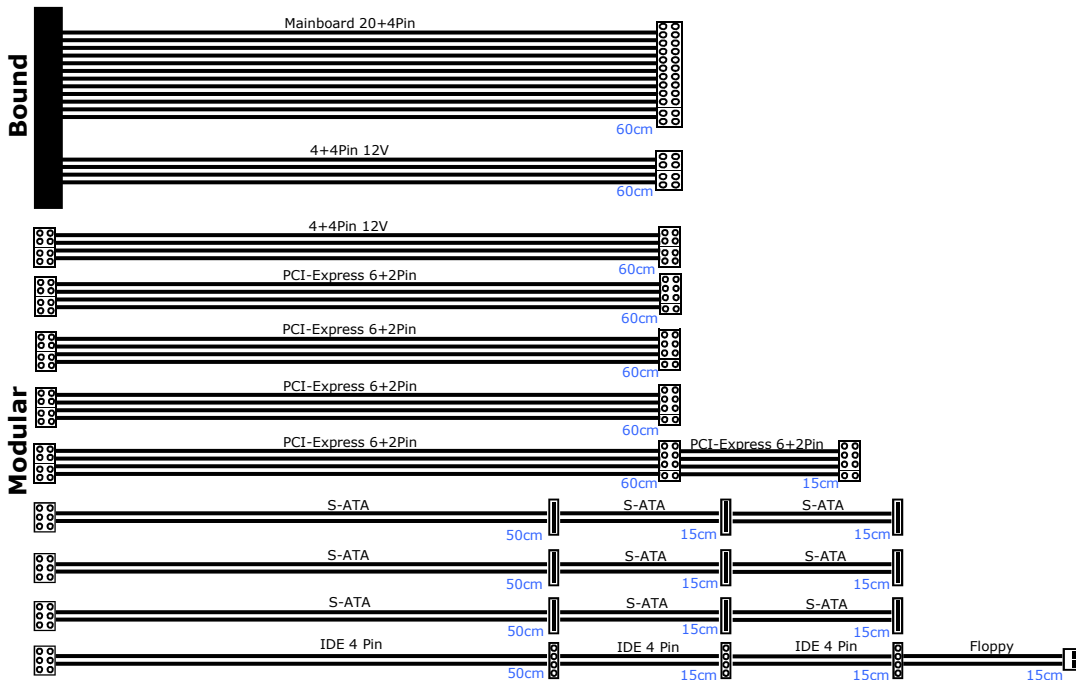 Bound
Mainboard 20+4Pin
60cm
4+4Pin 12V
60cm
Modular
4+4Pin 12V
60cm
PCI-Express 6+2Pin
60cm
PCI-Express 6+2Pin
60cm
PCI-Express 6+2Pin
60cm
PCI-Express 6+2Pin PCI-Express 6+2Pin
60cm 15cm
S-ATA S-ATA S-ATA
50cm 15cm 15cm
S-ATA S-ATA S-ATA
50cm 15cm 15cm
S-ATA S-ATA S-ATA
50cm 15cm 15cm
IDE 4 Pin IDE 4 Pin IDE 4 Pin Floppy
50cm 15cm 15cm 15cm